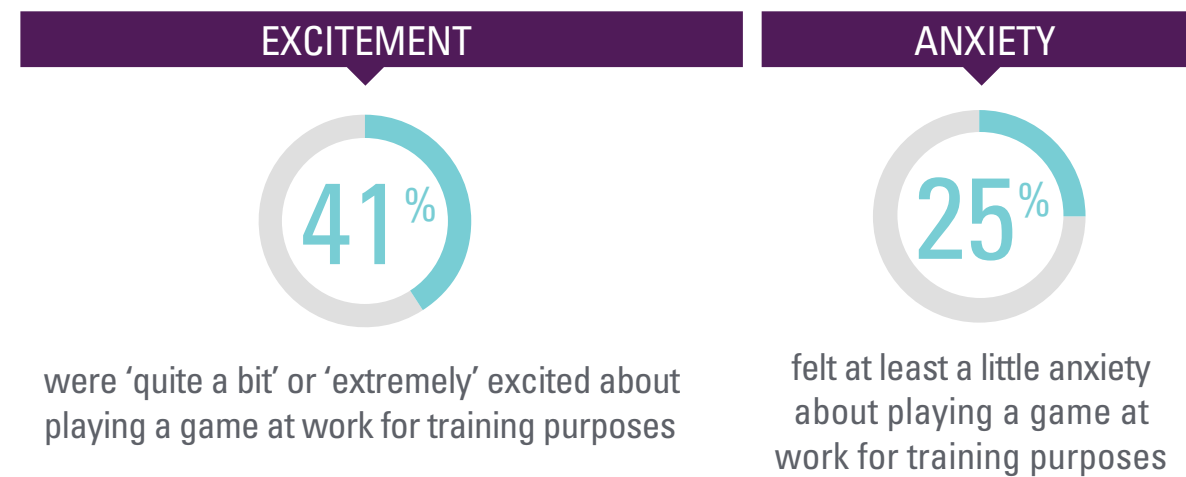 EXCITEMENT
41%
were ‘quite a bit’ or ‘extremely’ excited about
playing a game at work for training purposes
ANXIETY
25%
felt at least a little anxiety
about playing a game at
work for training purposes